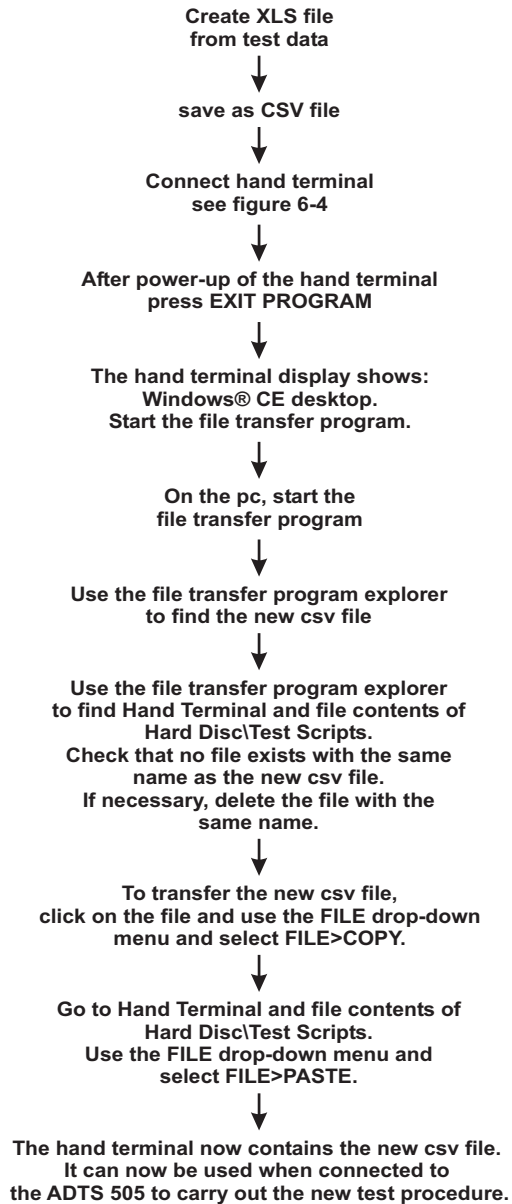 Create XLS file
from test data
save as CSV file
Connect hand terminal
see figure 6-4
After power-up of the hand terminal
press EXIT PROGRAM
The hand terminal display shows:
Windows® CE desktop.
Start the file transfer program.
On the pc, start the
file transfer program
Use the file transfer program explorer
to find the new csv file
Use the file transfer program explorer
to find Hand Terminal and file contents of
Hard Disc\Test Scripts.
Check that no file exists with the same
name as the new csv file.
If necessary, delete the file with the
same name.
To transfer the new csv file,
click on the file and use the FILE drop-down
menu and select FILE>COPY.
Go to Hand Terminal and file contents of
Hard Disc\Test Scripts.
Use the FILE drop-down menu and
select FILE>PASTE.
The hand terminal now contains the new csv file.
It can now be used when connected to
the ADTS 505 to carry out the new test procedure.